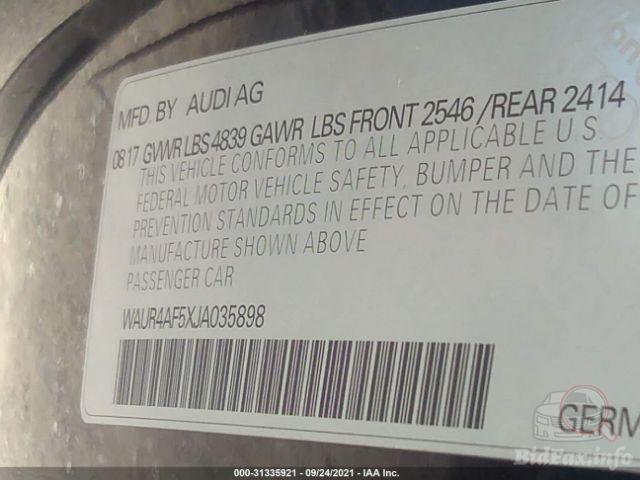 MFD. BY AUDI AG
0817 GVWR LBS 4839 GAWR LBS FRONT 2546 /REAR 2414
THIS VEHICLE CONFORMS TO ALL APPLICABLE U.S.
FEDERAL MOTOR VEHICLE SAFETY, BUMPER AND THE
PREVENTION STANDARDS IN EFFECT ON THE DATE OF
MANUFACTURE SHOWN ABOVE
PASSENGER CAR
WAUR4AF5XJA035898
GERM
BidFax.info
000-31335921 - 09/24/2021 - IAA Inc.